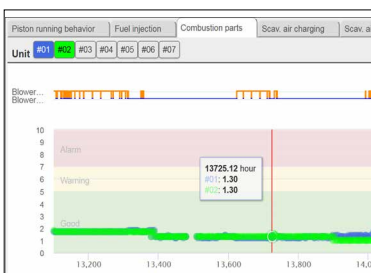 Piston running behavior Fuel injection Combustion parts Scav. air charging Scav. a
Unit #01 #02 #03 #04 #05 #06 #07
Blower...
Blower...
10
9
8 Alarm
7
6 Warning
5
4
3
2 Good
1
0
13725.12 hour
#01: 1.30
#02: 1.30
13,200 13,400 13,600 13,800 14,0